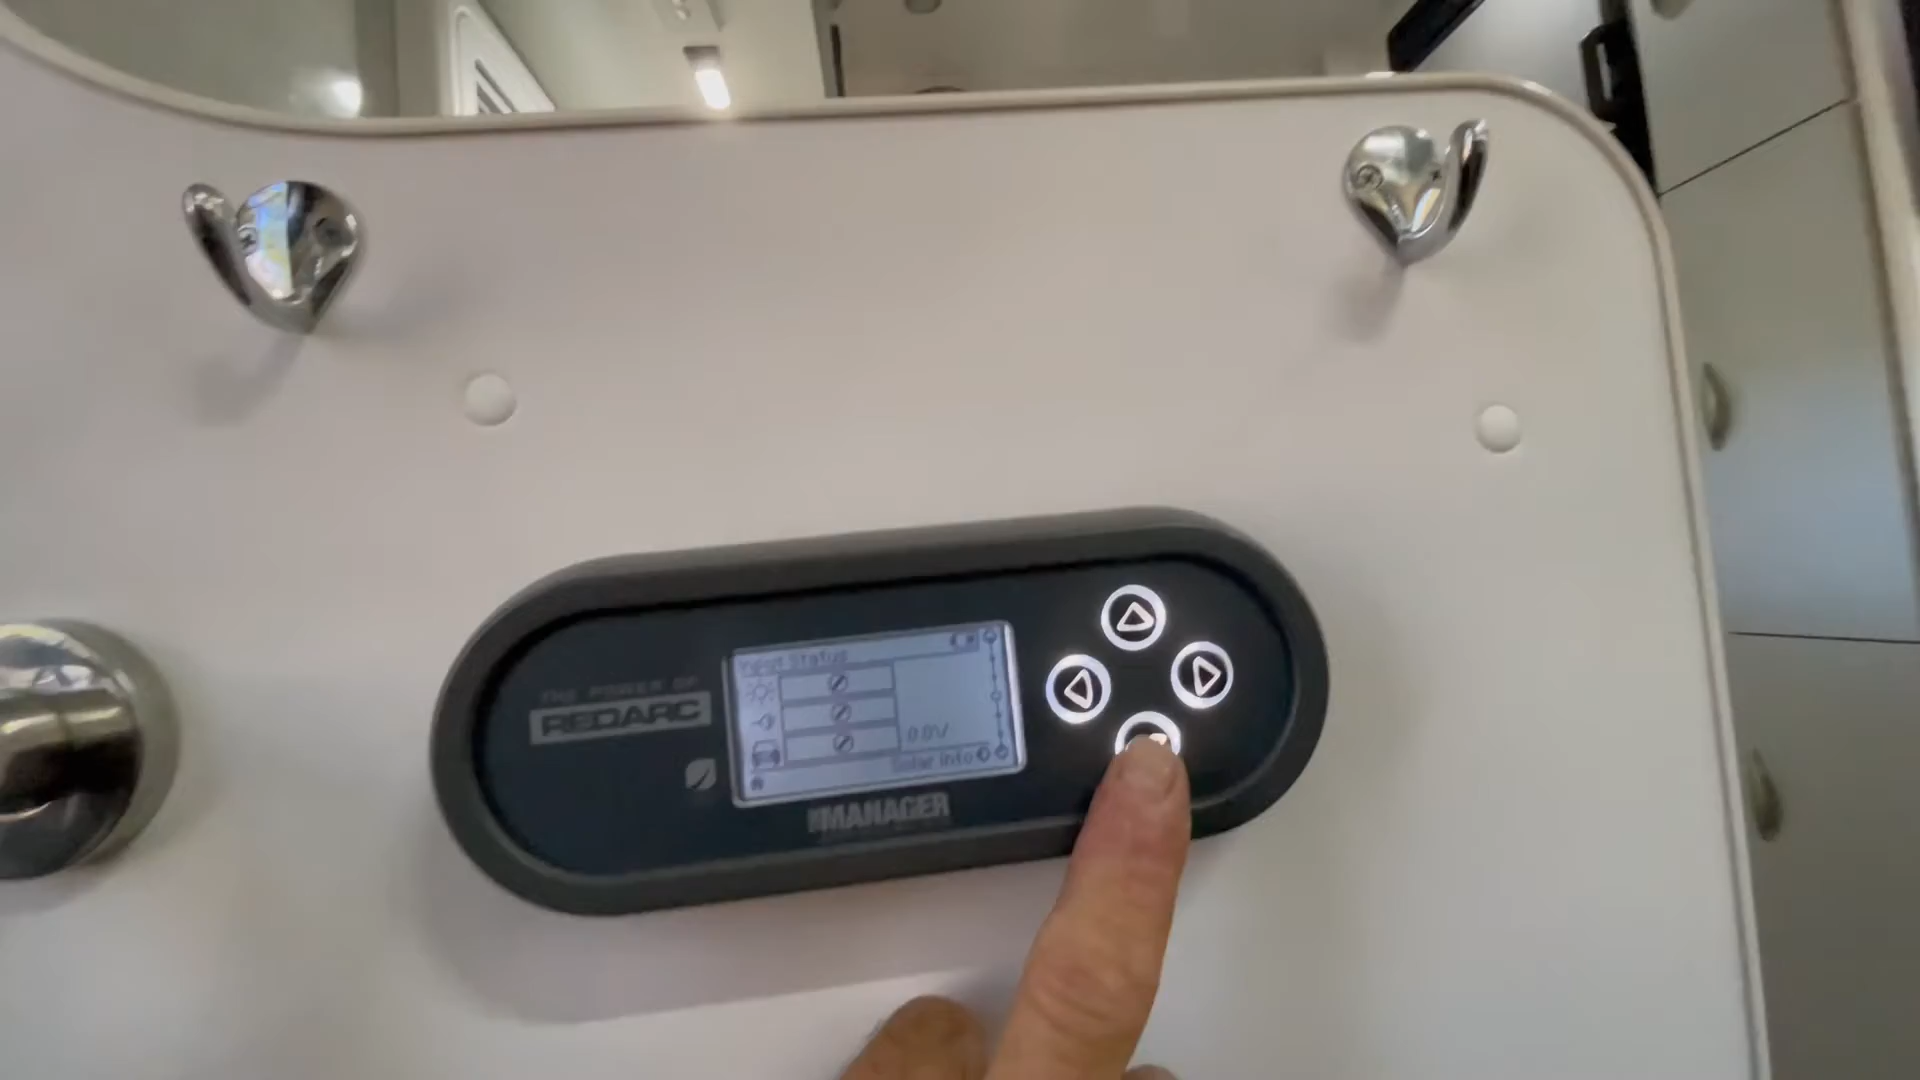 Input Status
THE POWER OF
REDARC
0.0V
Solar Info
MANAGER